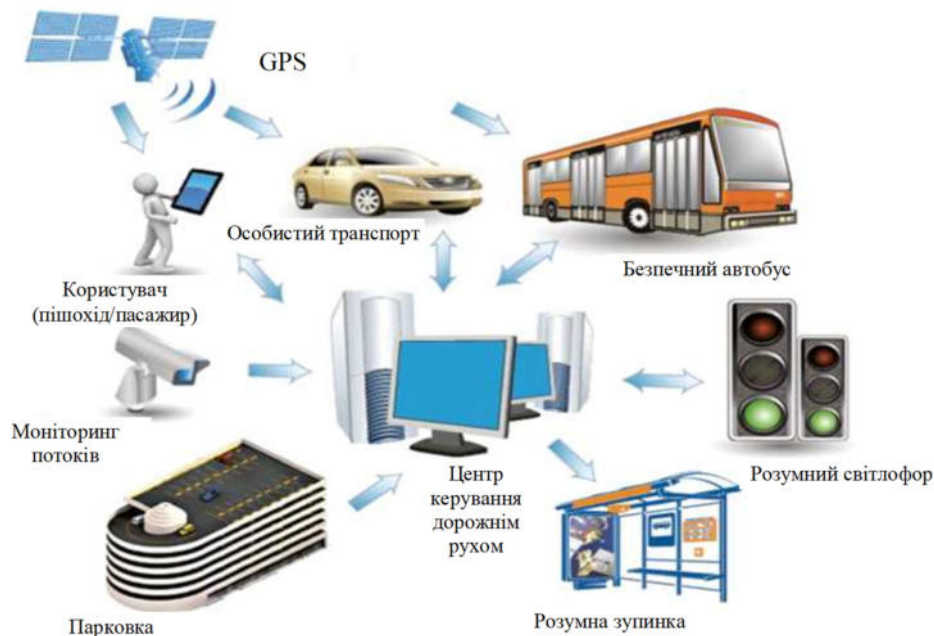 GPS
Особистий транспорт
Безпечний автобус
Користувач
(пішохід/пасажир)
Моніторинг
потоків
Центр
керування
дорожнім
рухом
Розумний світлофор
Парковка
Розумна зупинка